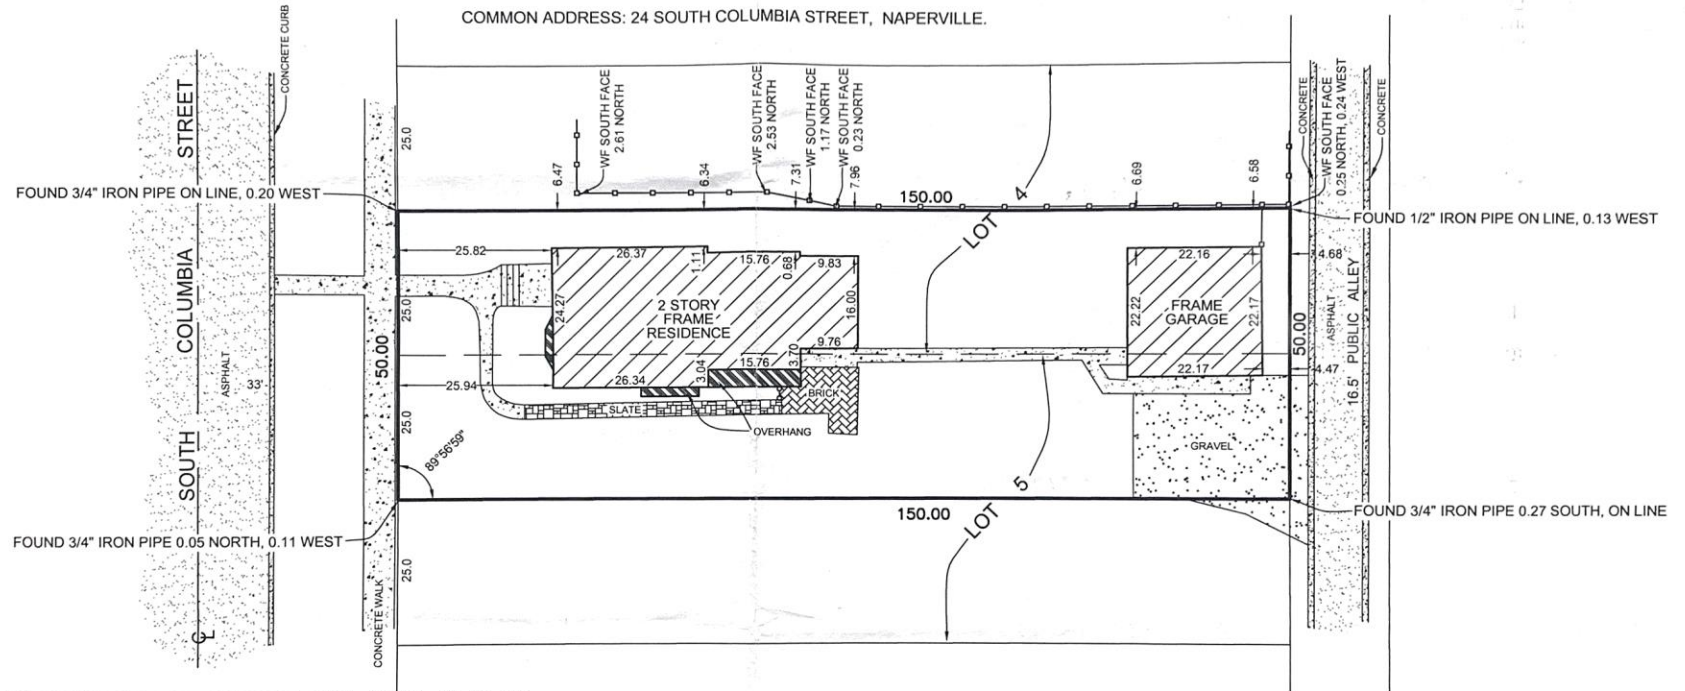 COMMON ADDRESS: 24 SOUTH COLUMBIA STREET, NAPERVILLE.
CONCRETE CURB
SOUTH COLUMBIA STREET
ASPHALT
33'
CONCRETE WALK
FOUND 3/4" IRON PIPE ON LINE, 0.20 WEST
FOUND 3/4" IRON PIPE 0.05 NORTH, 0.11 WEST
25.0
25.0
50.00
25.0
25.0
89°56'59"
WF SOUTH FACE
2.61 NORTH
WF SOUTH FACE
2.53 NORTH
WF SOUTH FACE
1.17 NORTH
WF SOUTH FACE
0.23 NORTH
6.47
6.34
7.31
7.96
150.00
LOT 4
6.69
6.58
25.82
26.37
1.11
15.76
0.68
9.83
24.27
2 STORY
FRAME
RESIDENCE
16.00
9.76
3.70
15.76
3.04
26.34
25.94
SLATE
BRICK
OVERHANG
22.16
22.22
FRAME
GARAGE
22.17
22.17
4.68
4.47
GRAVEL
LOT 5
150.00
50.00
CONCRETE
WF SOUTH FACE
0.25 NORTH, 0.24 WEST
CONCRETE
ASPHALT
16.5' PUBLIC ALLEY
FOUND 1/2" IRON PIPE ON LINE, 0.13 WEST
FOUND 3/4" IRON PIPE 0.27 SOUTH, ON LINE
℄